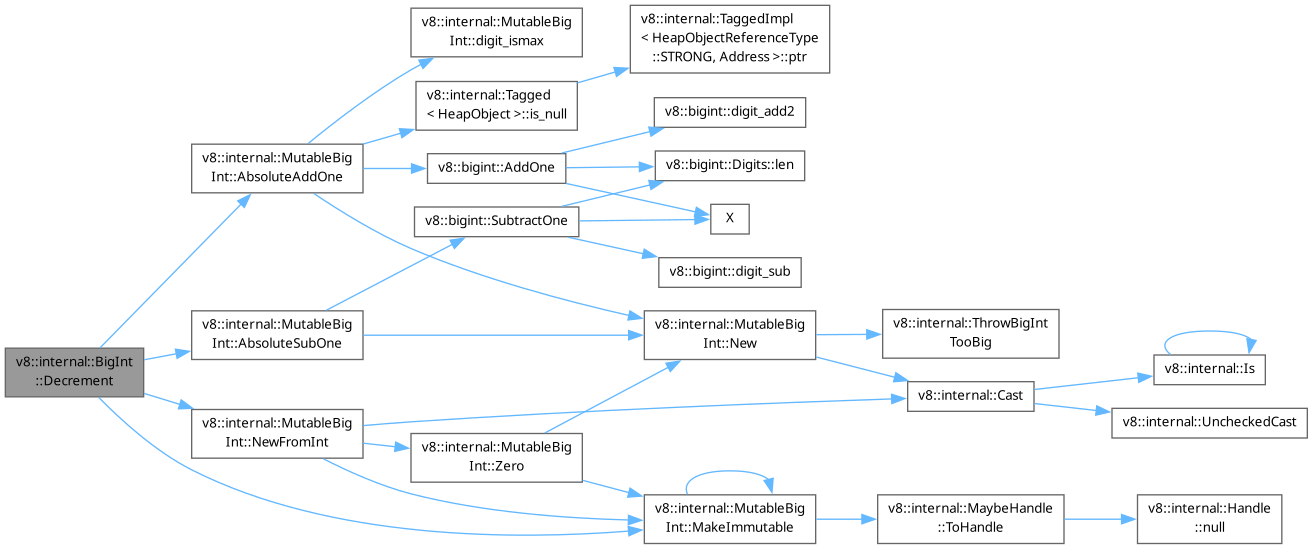 v8::internal::BigInt
::Decrement
v8::internal::MutableBig
Int::AbsoluteAddOne
v8::internal::MutableBig
Int::digit_ismax
v8::internal::Tagged
< HeapObject >::is_null
v8::internal::TaggedImpl
< HeapObjectReferenceType
::STRONG, Address >::ptr
v8::bigint::AddOne
v8::bigint::digit_add2
v8::bigint::Digits::len
X
v8::bigint::SubtractOne
v8::bigint::digit_sub
v8::internal::MutableBig
Int::AbsoluteSubOne
v8::internal::MutableBig
Int::New
v8::internal::ThrowBigInt
TooBig
v8::internal::Cast
v8::internal::Is
v8::internal::UncheckedCast
v8::internal::MutableBig
Int::NewFromInt
v8::internal::MutableBig
Int::Zero
v8::internal::MutableBig
Int::MakeImmutable
v8::internal::MaybeHandle
::ToHandle
v8::internal::Handle
::null